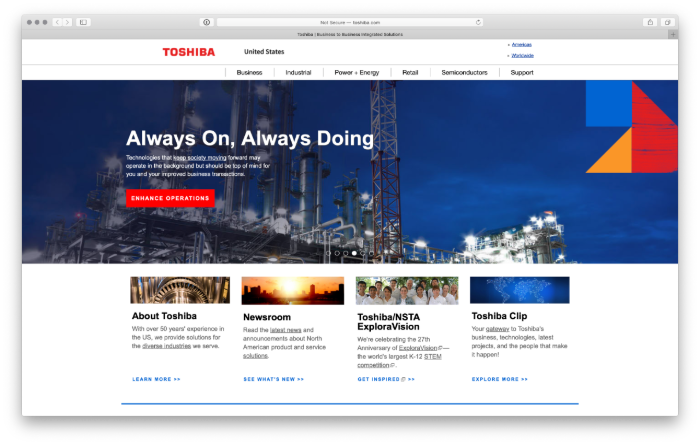 Not Secure — toshiba.com
Toshiba | Business to Business Integrated Solutions
TOSHIBA
United States
Americas
Worldwide
Business
Industrial
Power + Energy
Retail
Semiconductors
Support
Always On, Always Doing
Technologies that keep society moving forward may
operate in the background but should be top of mind for
you and your improved business transactions.
ENHANCE OPERATIONS
About Toshiba
With over 50 years' experience in
the US, we provide solutions for
the diverse industries we serve.
LEARN MORE >>
Newsroom
Read the latest news and
announcements about North
American product and service
solutions.
SEE WHAT'S NEW >>
Toshiba/NSTA
ExploraVision
We're celebrating the 27th
Anniversary of ExploraVision—
the world's largest K-12 STEM
competition.
GET INSPIRED >>
Toshiba Clip
Your gateway to Toshiba's
business, technologies, latest
projects, and the people that make
it happen!
EXPLORE MORE >>